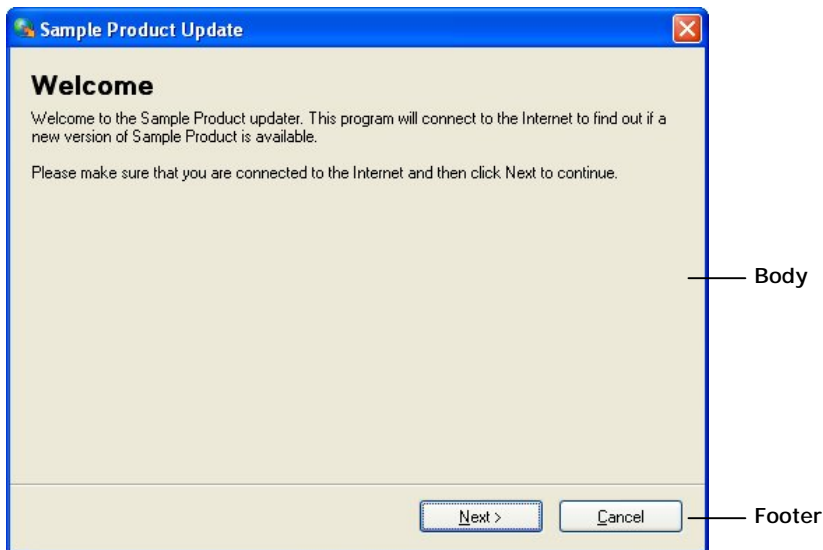 Sample Product Update
Welcome
Welcome to the Sample Product updater. This program will connect to the Internet to find out if a
new version of Sample Product is available.
Please make sure that you are connected to the Internet and then click Next to continue.
Body
Next >
Cancel
Footer